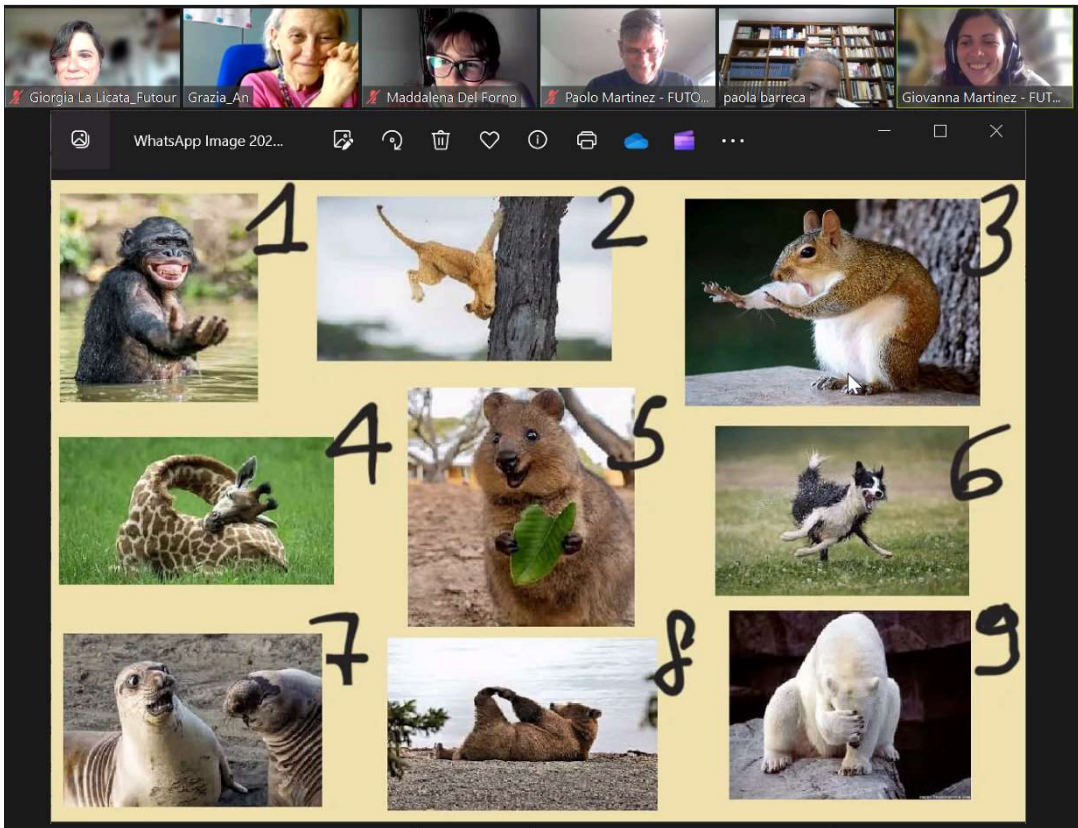 Giorgia La Licata_Futour
Grazia_An
Maddalena Del Forno
Paolo Martinez - FUTO...
paola barreca
Giovanna Martinez - FUT...
WhatsApp Image 202...
1
2
3
4
5
6
7
8
9